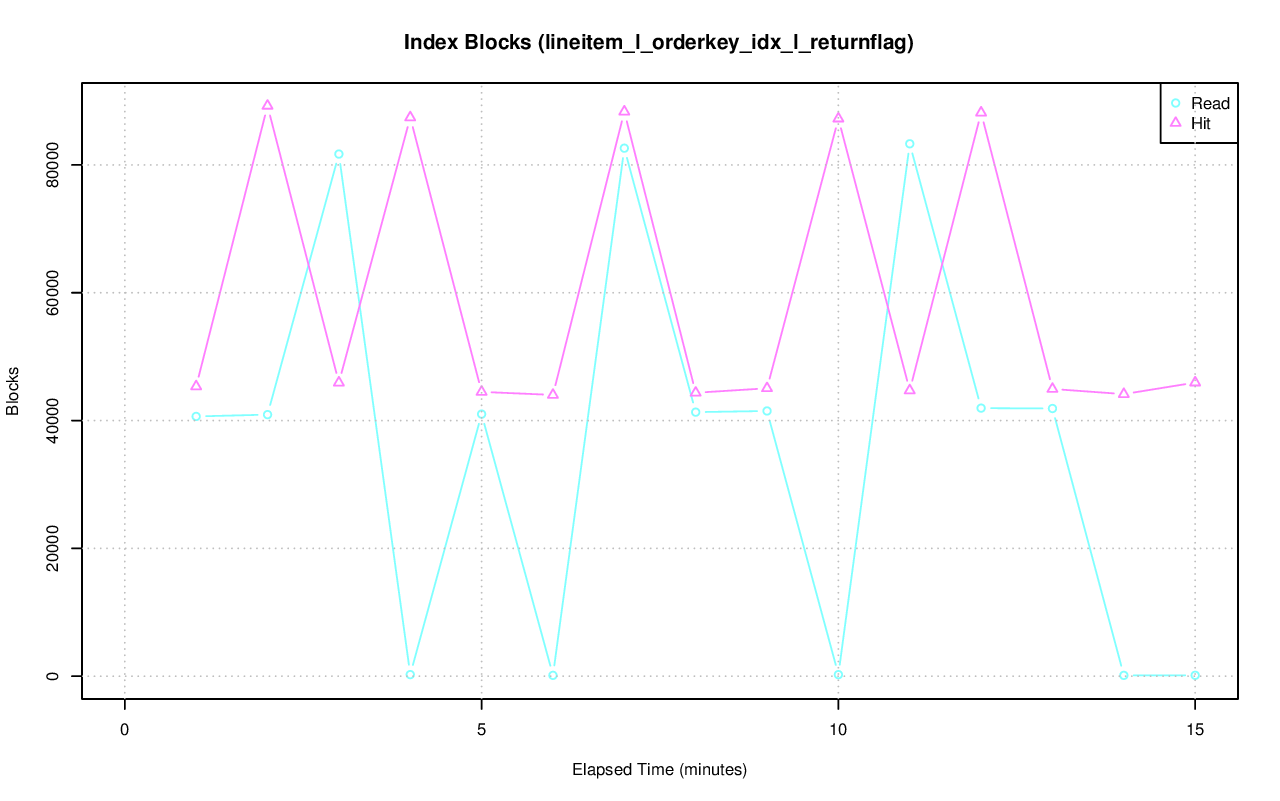 Index Blocks (lineitem_l_orderkey_idx_l_returnflag)
Read
Hit
Blocks
80000
60000
40000
20000
0
0 5 10 15
Elapsed Time (minutes)